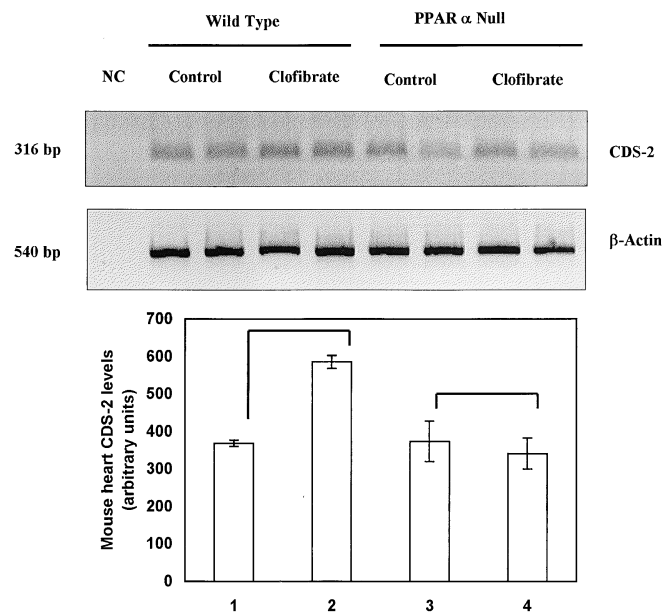 Wild Type PPAR α Null
NC Control Clofibrate Control Clofibrate
316 bp CDS-2
540 bp β-Actin
Mouse heart CDS-2 levels
(arbitrary units)
700
600
500
400
300
200
100
0
1 2 3 4